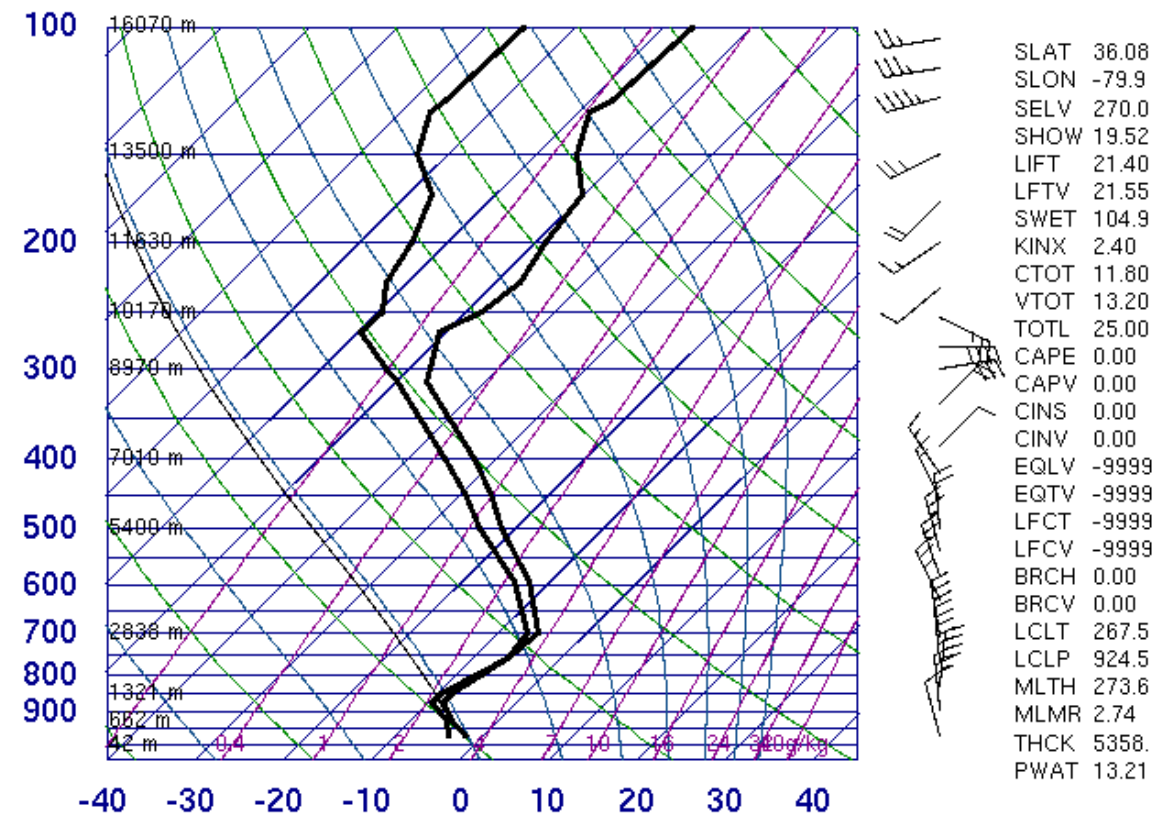 100 16070 m
13500 m
200 11630 m
10170 m
300 8970 m
400 7010 m
500 5400 m
600
700 2838 m
800
1321 m
900
662 m
42 m
0.4 1 2 4 7 10 16 24 32 40g/kg
-40 -30 -20 -10 0 10 20 30 40
SLAT 36.08
SLON -79.9
SELV 270.0
SHOW 19.52
LIFT 21.40
LFTV 21.55
SWET 104.9
KINX 2.40
CTOT 11.80
VTOT 13.20
TOTL 25.00
CAPE 0.00
CAPV 0.00
CINS 0.00
CINV 0.00
EQLV -9999
EQTV -9999
LFCT -9999
LFCV -9999
BRCH 0.00
BRCV 0.00
LCLT 267.5
LCLP 924.5
MLTH 273.6
MLMR 2.74
THCK 5358.
PWAT 13.21